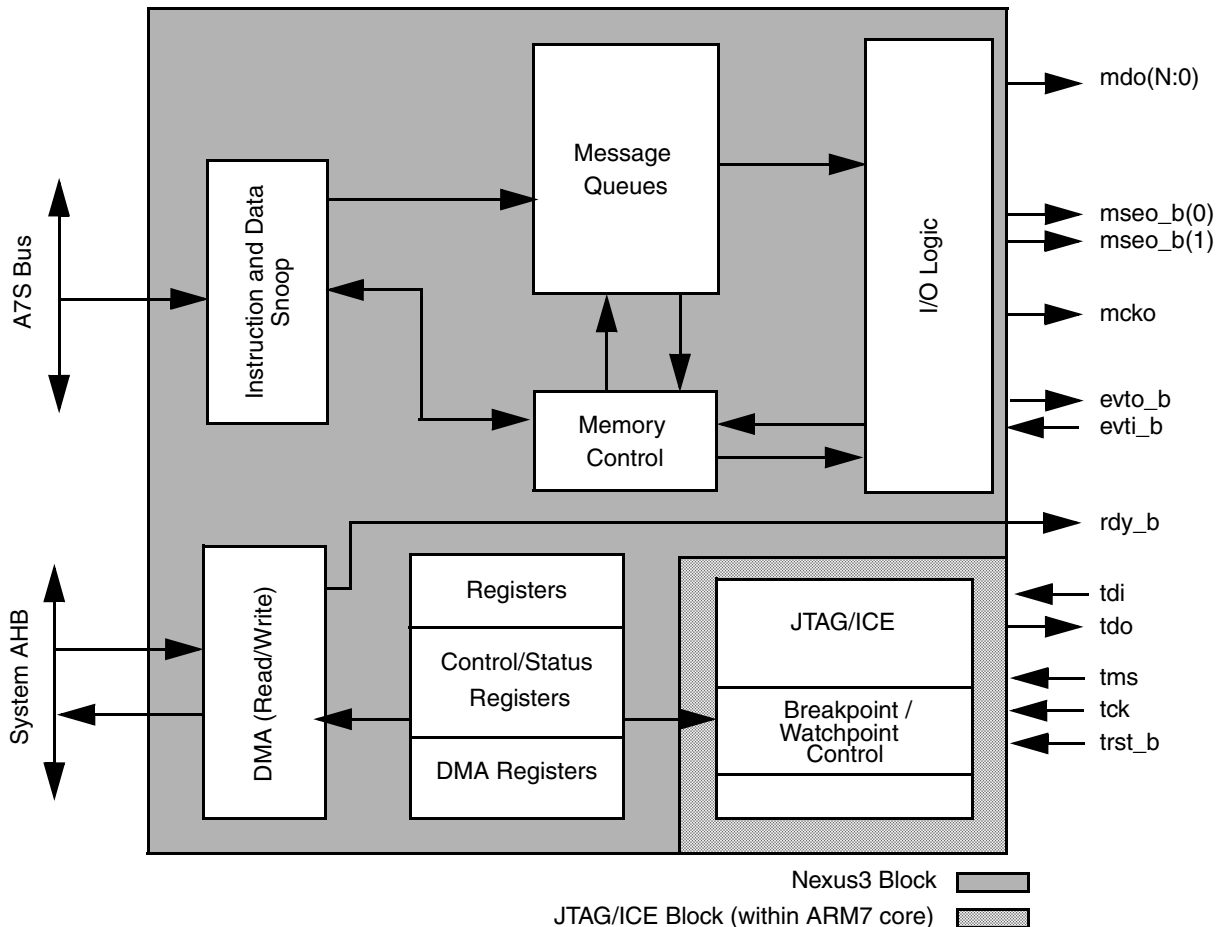 mdo(N:0)
Message
Queues
Instruction and Data
Snoop
A7S Bus
I/O Logic
mseo_b(0)
mseo_b(1)
mcko
evto_b
evti_b
Memory
Control
rdy_b
System AHB
DMA (Read/Write)
Registers
Control/Status
Registers
DMA Registers
JTAG/ICE
Breakpoint /
Watchpoint
Control
tdi
tdo
tms
tck
trst_b
Nexus3 Block
JTAG/ICE Block (within ARM7 core)